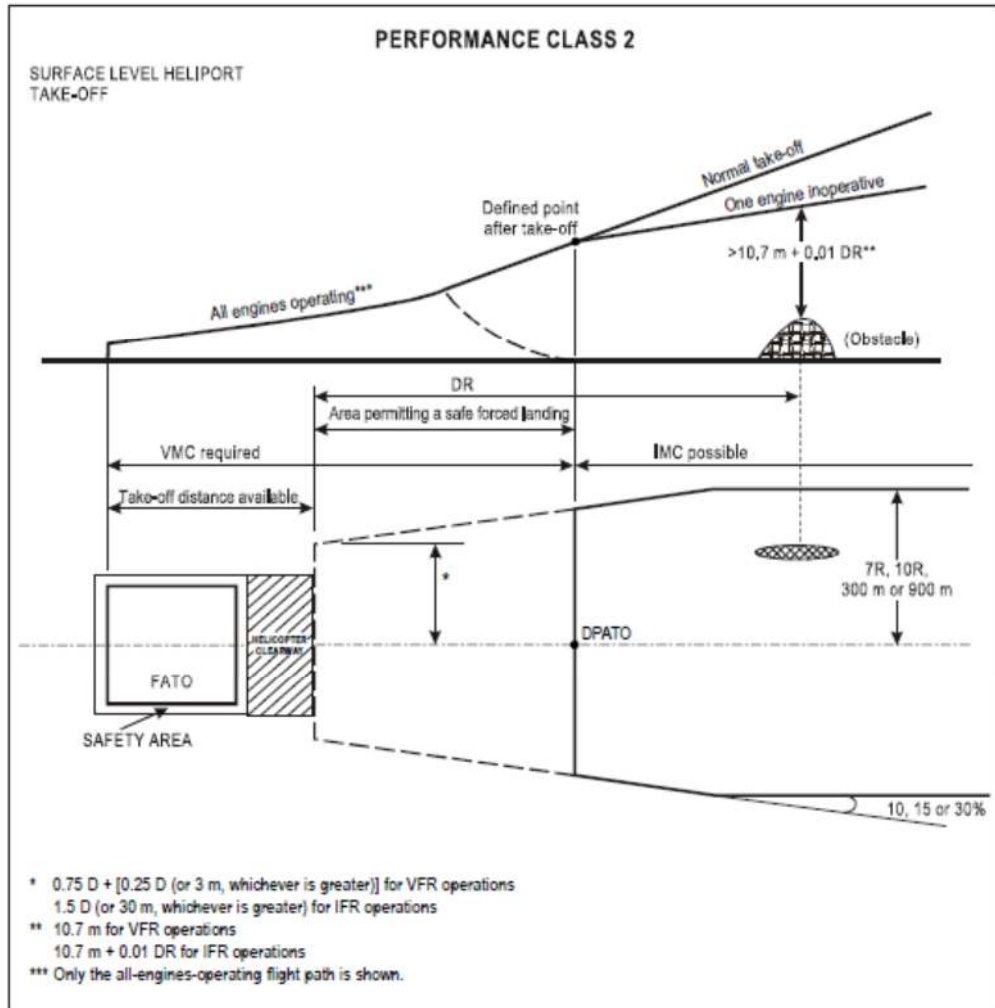 PERFORMANCE CLASS 2
SURFACE LEVEL HELIPORT
TAKE-OFF
Normal take-off
One engine inoperative
Defined point
after take-off
>10.7 m + 0.01 DR**
All engines operating***
(Obstacle)
DR
Area permitting a safe forced landing
VMC required
IMC possible
Take-off distance available
*
7R, 10R,
300 m or 900 m
HELICOPTER
CLEARWAY
DPATO
FATO
SAFETY AREA
10, 15 or 30%
* 0.75 D + [0.25 D (or 3 m, whichever is greater)] for VFR operations
1.5 D (or 30 m, whichever is greater) for IFR operations
** 10.7 m for VFR operations
10.7 m + 0.01 DR for IFR operations
*** Only the all-engines-operating flight path is shown.